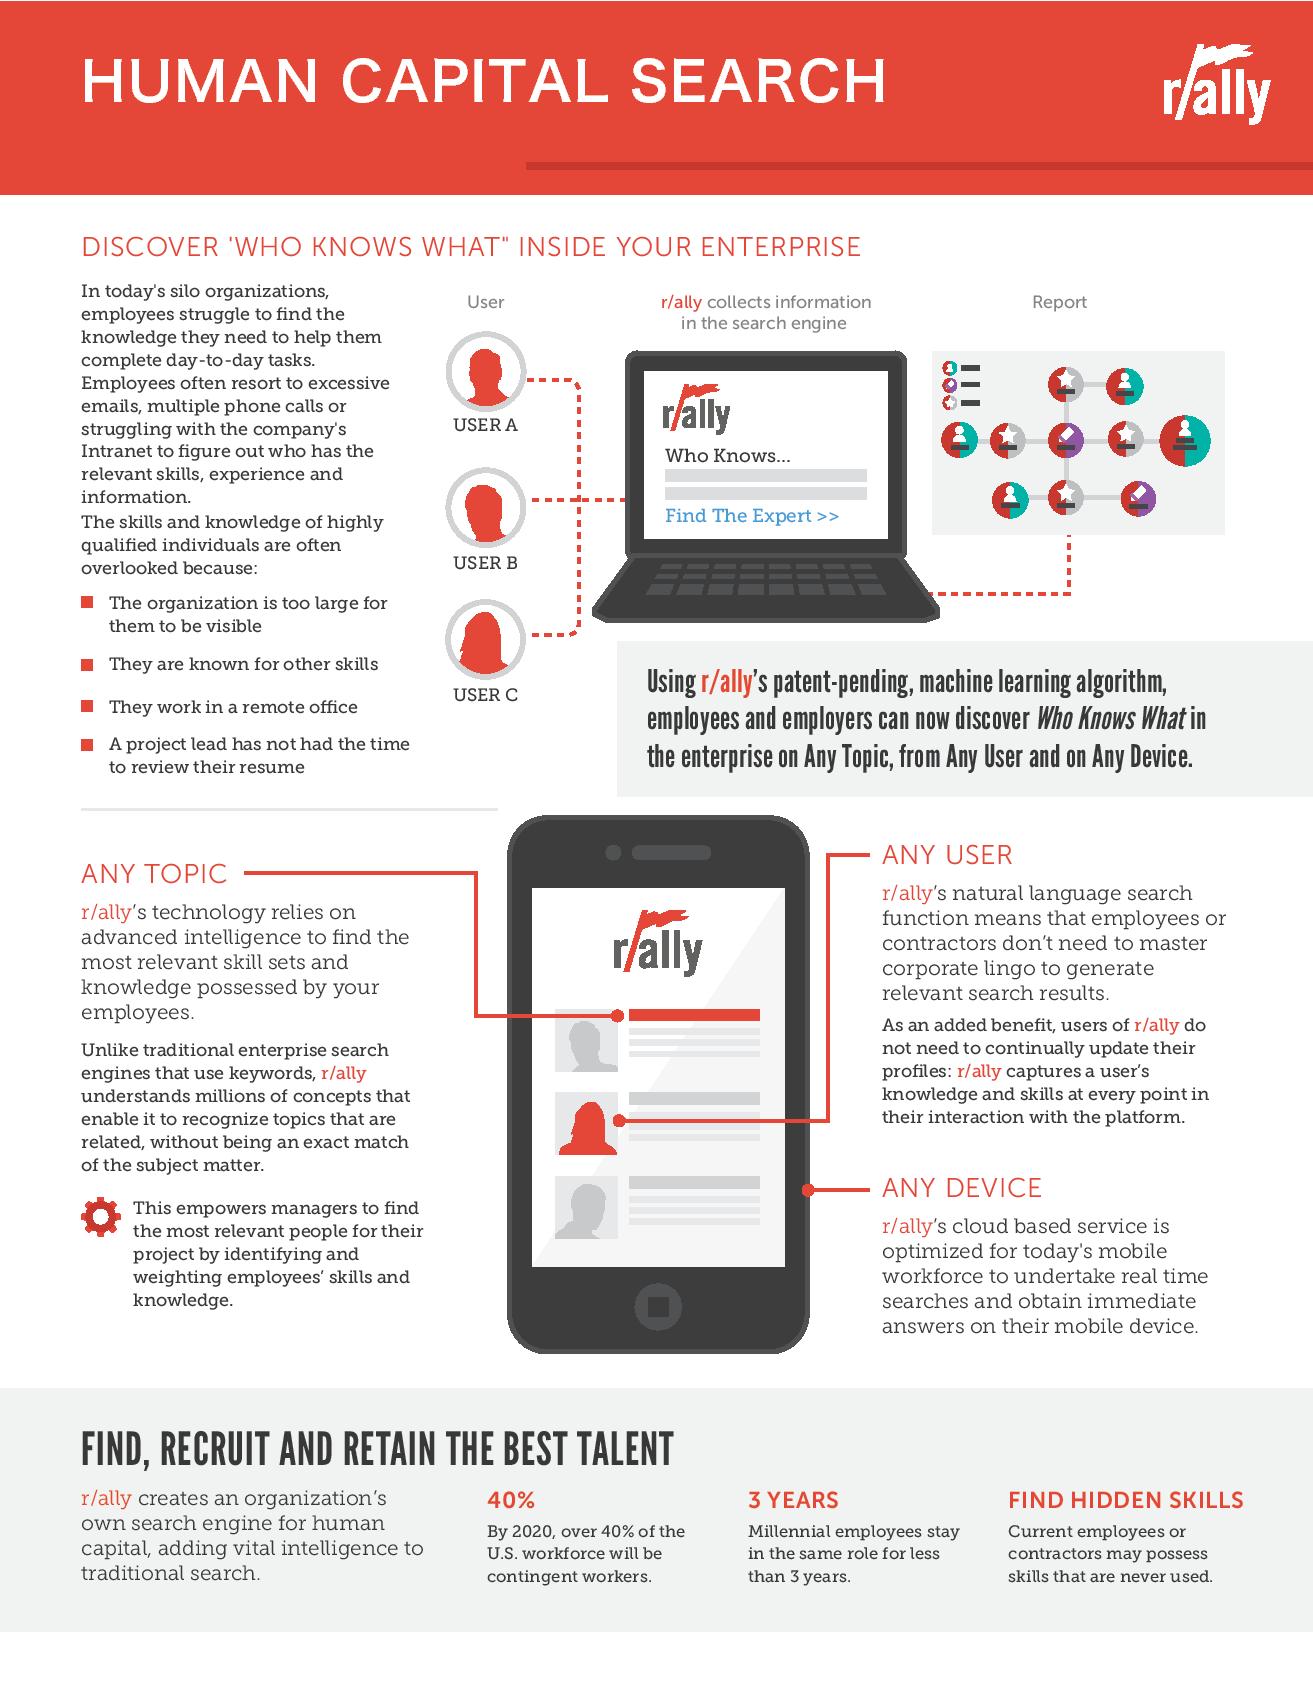 HUMAN CAPITAL SEARCH
r/ally
DISCOVER 'WHO KNOWS WHAT" INSIDE YOUR ENTERPRISE
In today's silo organizations,
employees struggle to find the
knowledge they need to help them
complete day-to-day tasks.
Employees often resort to excessive
emails, multiple phone calls or
struggling with the company's
Intranet to figure out who has the
relevant skills, experience and
information.
The skills and knowledge of highly
qualified individuals are often
overlooked because:
The organization is too large for
them to be visible
They are known for other skills
They work in a remote office
A project lead has not had the time
to review their resume
User
USER A
USER B
USER C
r/ally collects information
in the search engine
r/ally
Who Knows...
Find The Expert >>
Report
Using r/ally's patent-pending, machine learning algorithm,
employees and employers can now discover Who Knows What in
the enterprise on Any Topic, from Any User and on Any Device.
ANY TOPIC
r/ally's technology relies on
advanced intelligence to find the
most relevant skill sets and
knowledge possessed by your
employees.
Unlike traditional enterprise search
engines that use keywords, r/ally
understands millions of concepts that
enable it to recognize topics that are
related, without being an exact match
of the subject matter.
This empowers managers to find
the most relevant people for their
project by identifying and
weighting employees' skills and
knowledge.
r/ally
ANY USER
r/ally's natural language search
function means that employees or
contractors don't need to master
corporate lingo to generate
relevant search results.
As an added benefit, users of r/ally do
not need to continually update their
profiles: r/ally captures a user's
knowledge and skills at every point in
their interaction with the platform.
ANY DEVICE
r/ally's cloud based service is
optimized for today's mobile
workforce to undertake real time
searches and obtain immediate
answers on their mobile device.
FIND, RECRUIT AND RETAIN THE BEST TALENT
r/ally creates an organization's
own search engine for human
capital, adding vital intelligence to
traditional search.
40%
By 2020, over 40% of the
U.S. workforce will be
contingent workers.
3 YEARS
Millennial employees stay
in the same role for less
than 3 years.
FIND HIDDEN SKILLS
Current employees or
contractors may possess
skills that are never used.